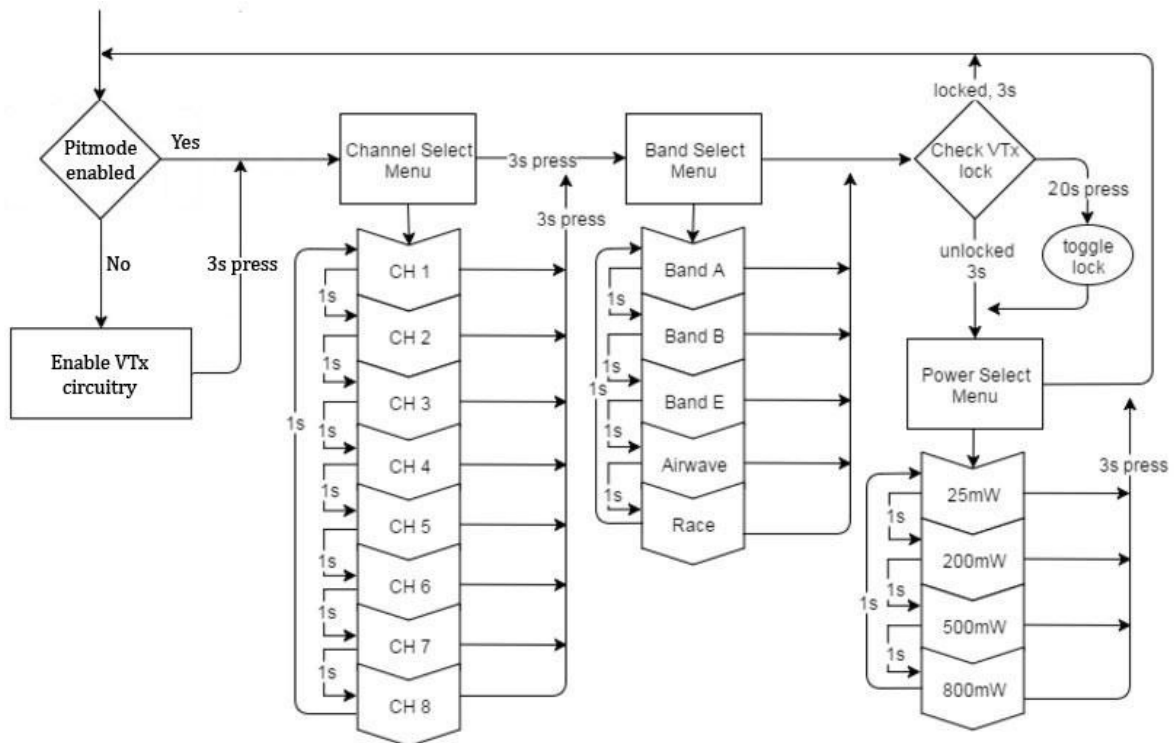 Pitmode
enabled
Yes
No
Enable VTx
circuitry
3s press
Channel Select
Menu
3s press
CH 1
CH 2
CH 3
CH 4
CH 5
CH 6
CH 7
CH 8
1s
1s
1s
1s
1s
1s
1s
1s
3s press
Band Select
Menu
Band A
Band B
Band E
Airwave
Race
1s
1s
1s
1s
1s
locked, 3s
Check VTx
lock
20s press
toggle
lock
unlocked
3s
Power Select
Menu
25mW
200mW
500mW
800mW
1s
1s
1s
1s
3s press